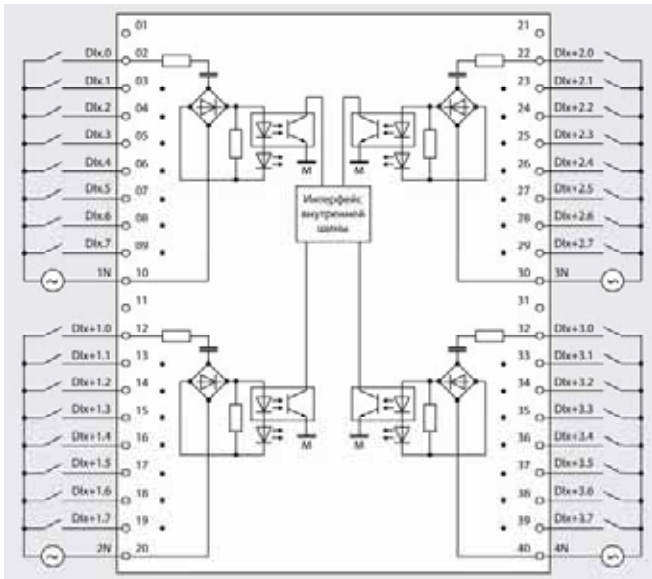 01 21
DIx.0 02 22 DIx+2.0
DIx.1 03 23 DIx+2.1
DIx.2 04 24 DIx+2.2
DIx.3 05 25 DIx+2.3
DIx.4 06 26 DIx+2.4
M M
DIx.5 07 27 DIx+2.5
Интерфейс
внутренней
шины
DIx.6 08 28 DIx+2.6
DIx.7 09 29 DIx+2.7
1N 10 30 3N
11 31
DIx+1.0 12 32 DIx+3.0
DIx+1.1 13 33 DIx+3.1
DIx+1.2 14 34 DIx+3.2
DIx+1.3 15 35 DIx+3.3
DIx+1.4 16 36 DIx+3.4
M M
DIx+1.5 17 37 DIx+3.5
DIx+1.6 18 38 DIx+3.6
DIx+1.7 19 39 DIx+3.7
2N 20 40 4N